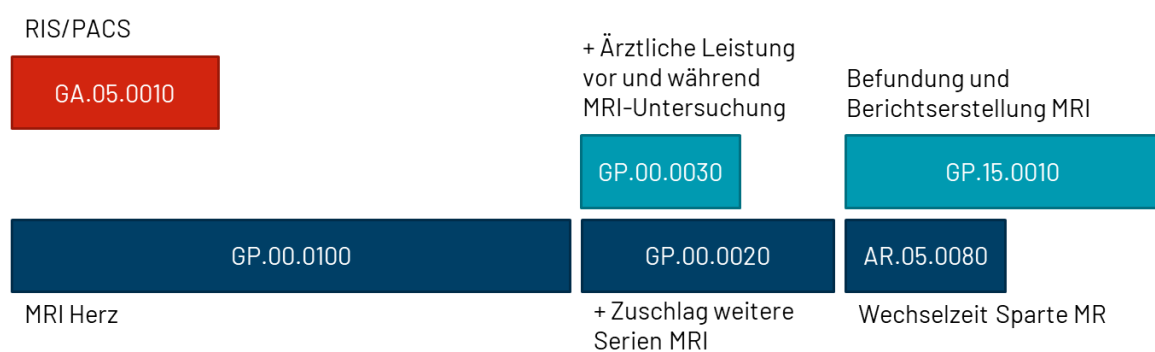 RIS/PACS
GA.05.0010
+ Ärztliche Leistung
vor und während
MRI-Untersuchung
GP.00.0030
Befundung und
Berichtserstellung MRI
GP.15.0010
GP.00.0100
MRI Herz
GP.00.0020
+ Zuschlag weitere
Serien MRI
AR.05.0080
Wechselzeit Sparte MR